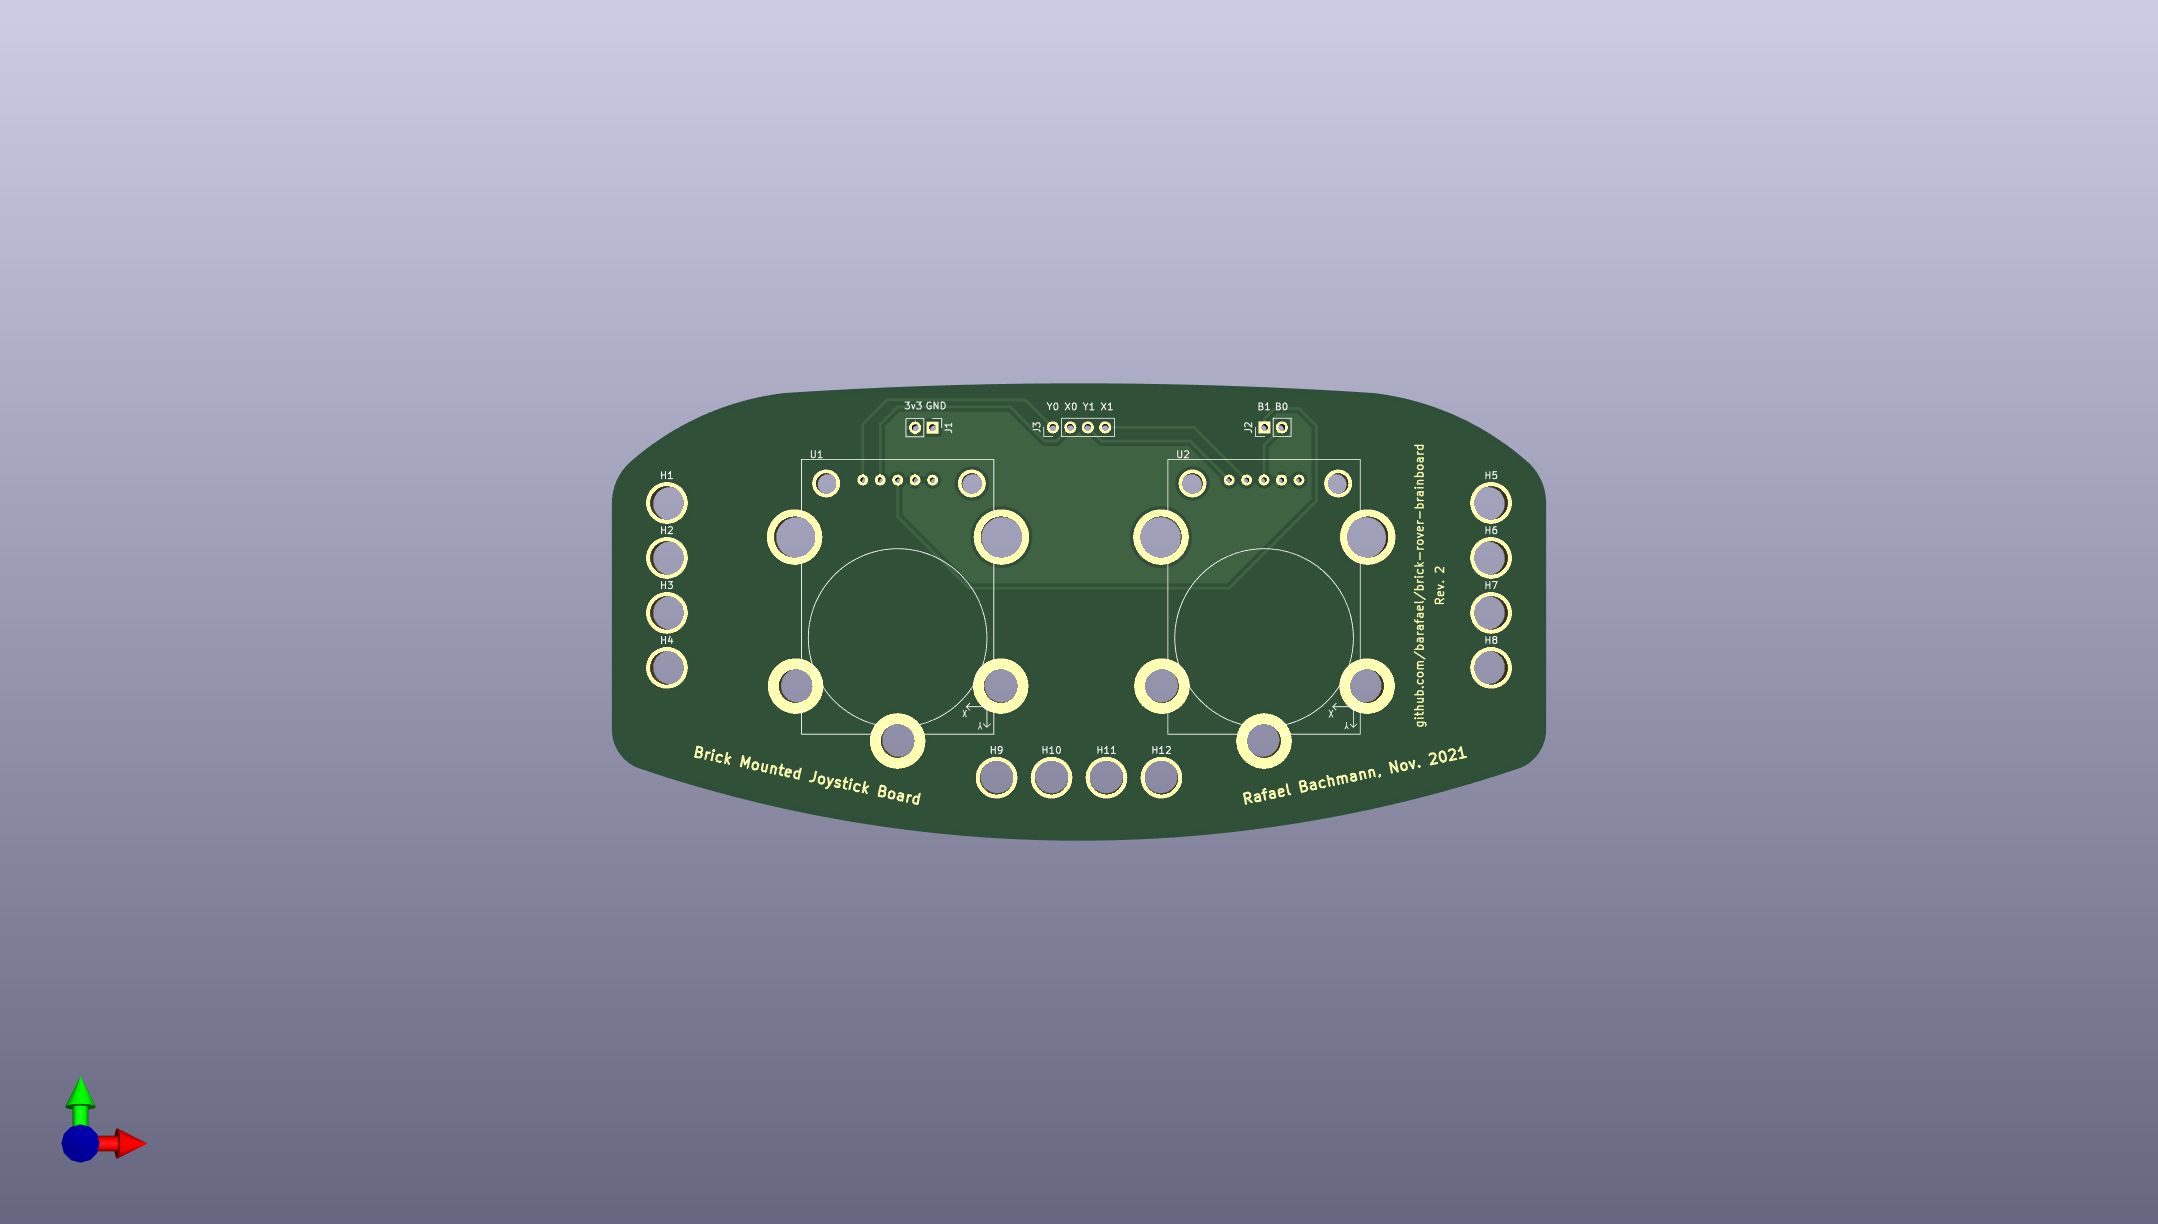 3v3 GND
J1
J3
Y0 X0 Y1 X1
B1 B0
J2
U1
U2
H1
H2
H3
H4
H5
H6
H7
H8
github.com/barafael/brick-rover-brainboard
Rev. 2
X
Y
X
Y
H9 H10 H11 H12
Brick Mounted Joystick Board
Rafael Bachmann, Nov. 2021